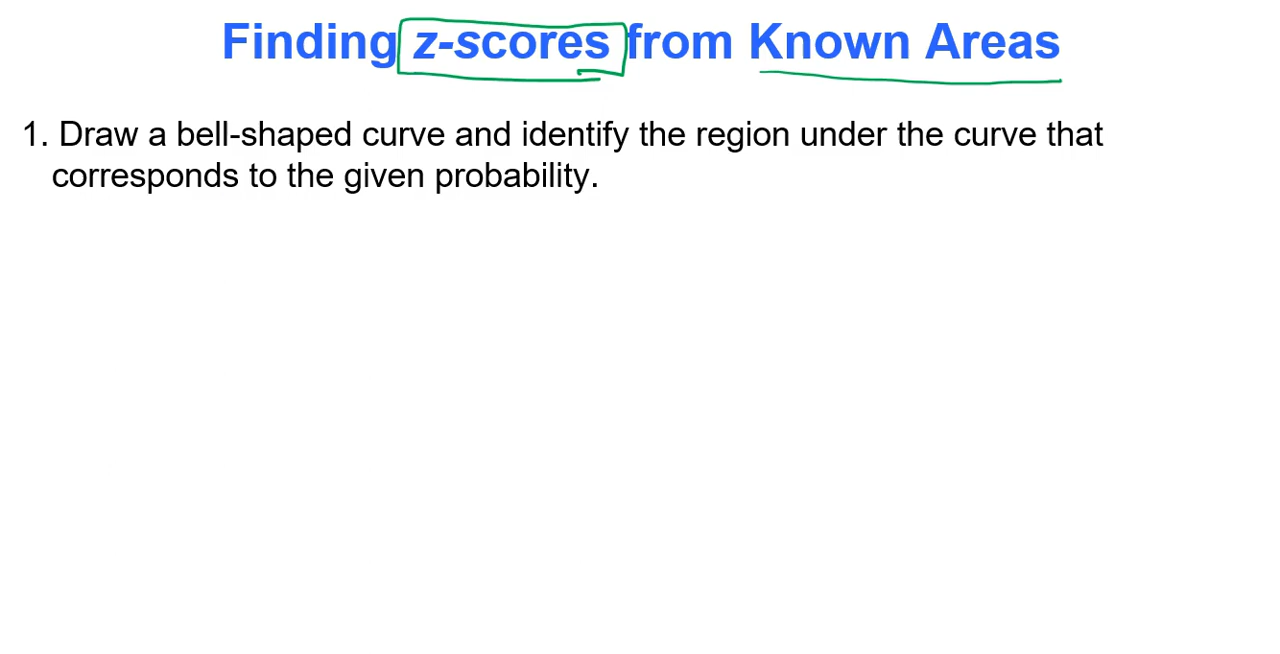 Finding z-scores from Known Areas
1. Draw a bell-shaped curve and identify the region under the curve that
corresponds to the given probability.